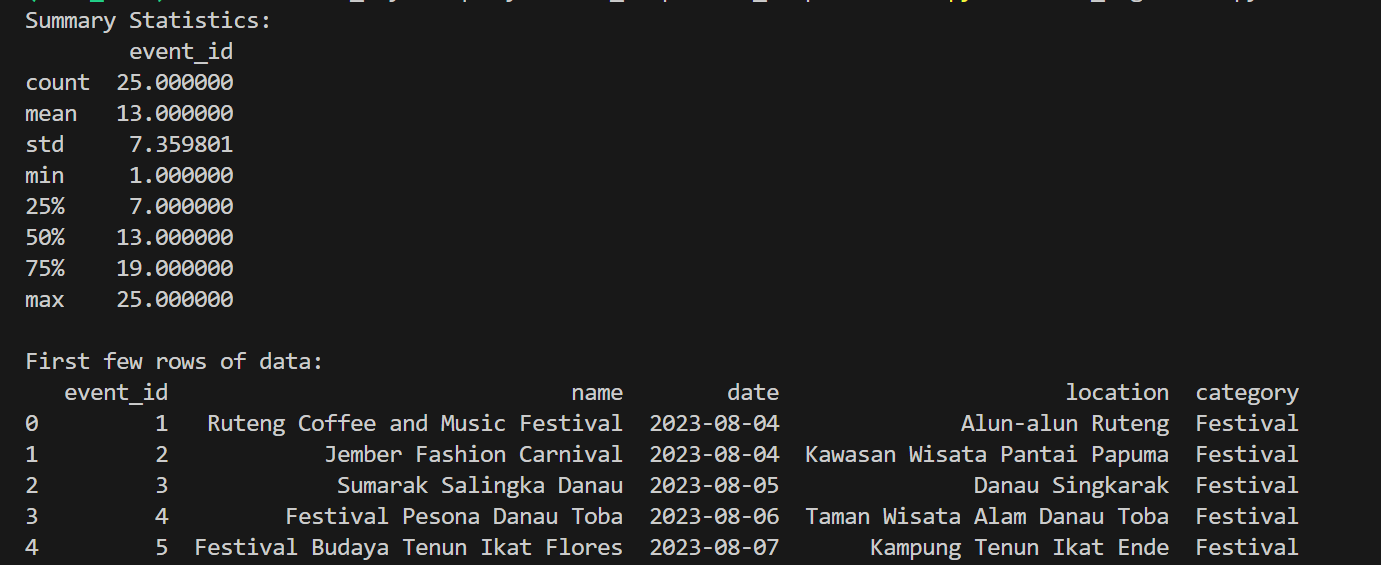 Summary Statistics:
event_id
count 25.000000
mean 13.000000
std 7.359801
min 1.000000
25% 7.000000
50% 13.000000
75% 19.000000
max 25.000000
First few rows of data:
event_id name date location category
0 1 Ruteng Coffee and Music Festival 2023-08-04 Alun-alun Ruteng Festival
1 2 Jember Fashion Carnival 2023-08-04 Kawasan Wisata Pantai Papuma Festival
2 3 Sumarak Salingka Danau 2023-08-05 Danau Singkarak Festival
3 4 Festival Pesona Danau Toba 2023-08-06 Taman Wisata Alam Danau Toba Festival
4 5 Festival Budaya Tenun Ikat Flores 2023-08-07 Kampung Tenun Ikat Ende Festival